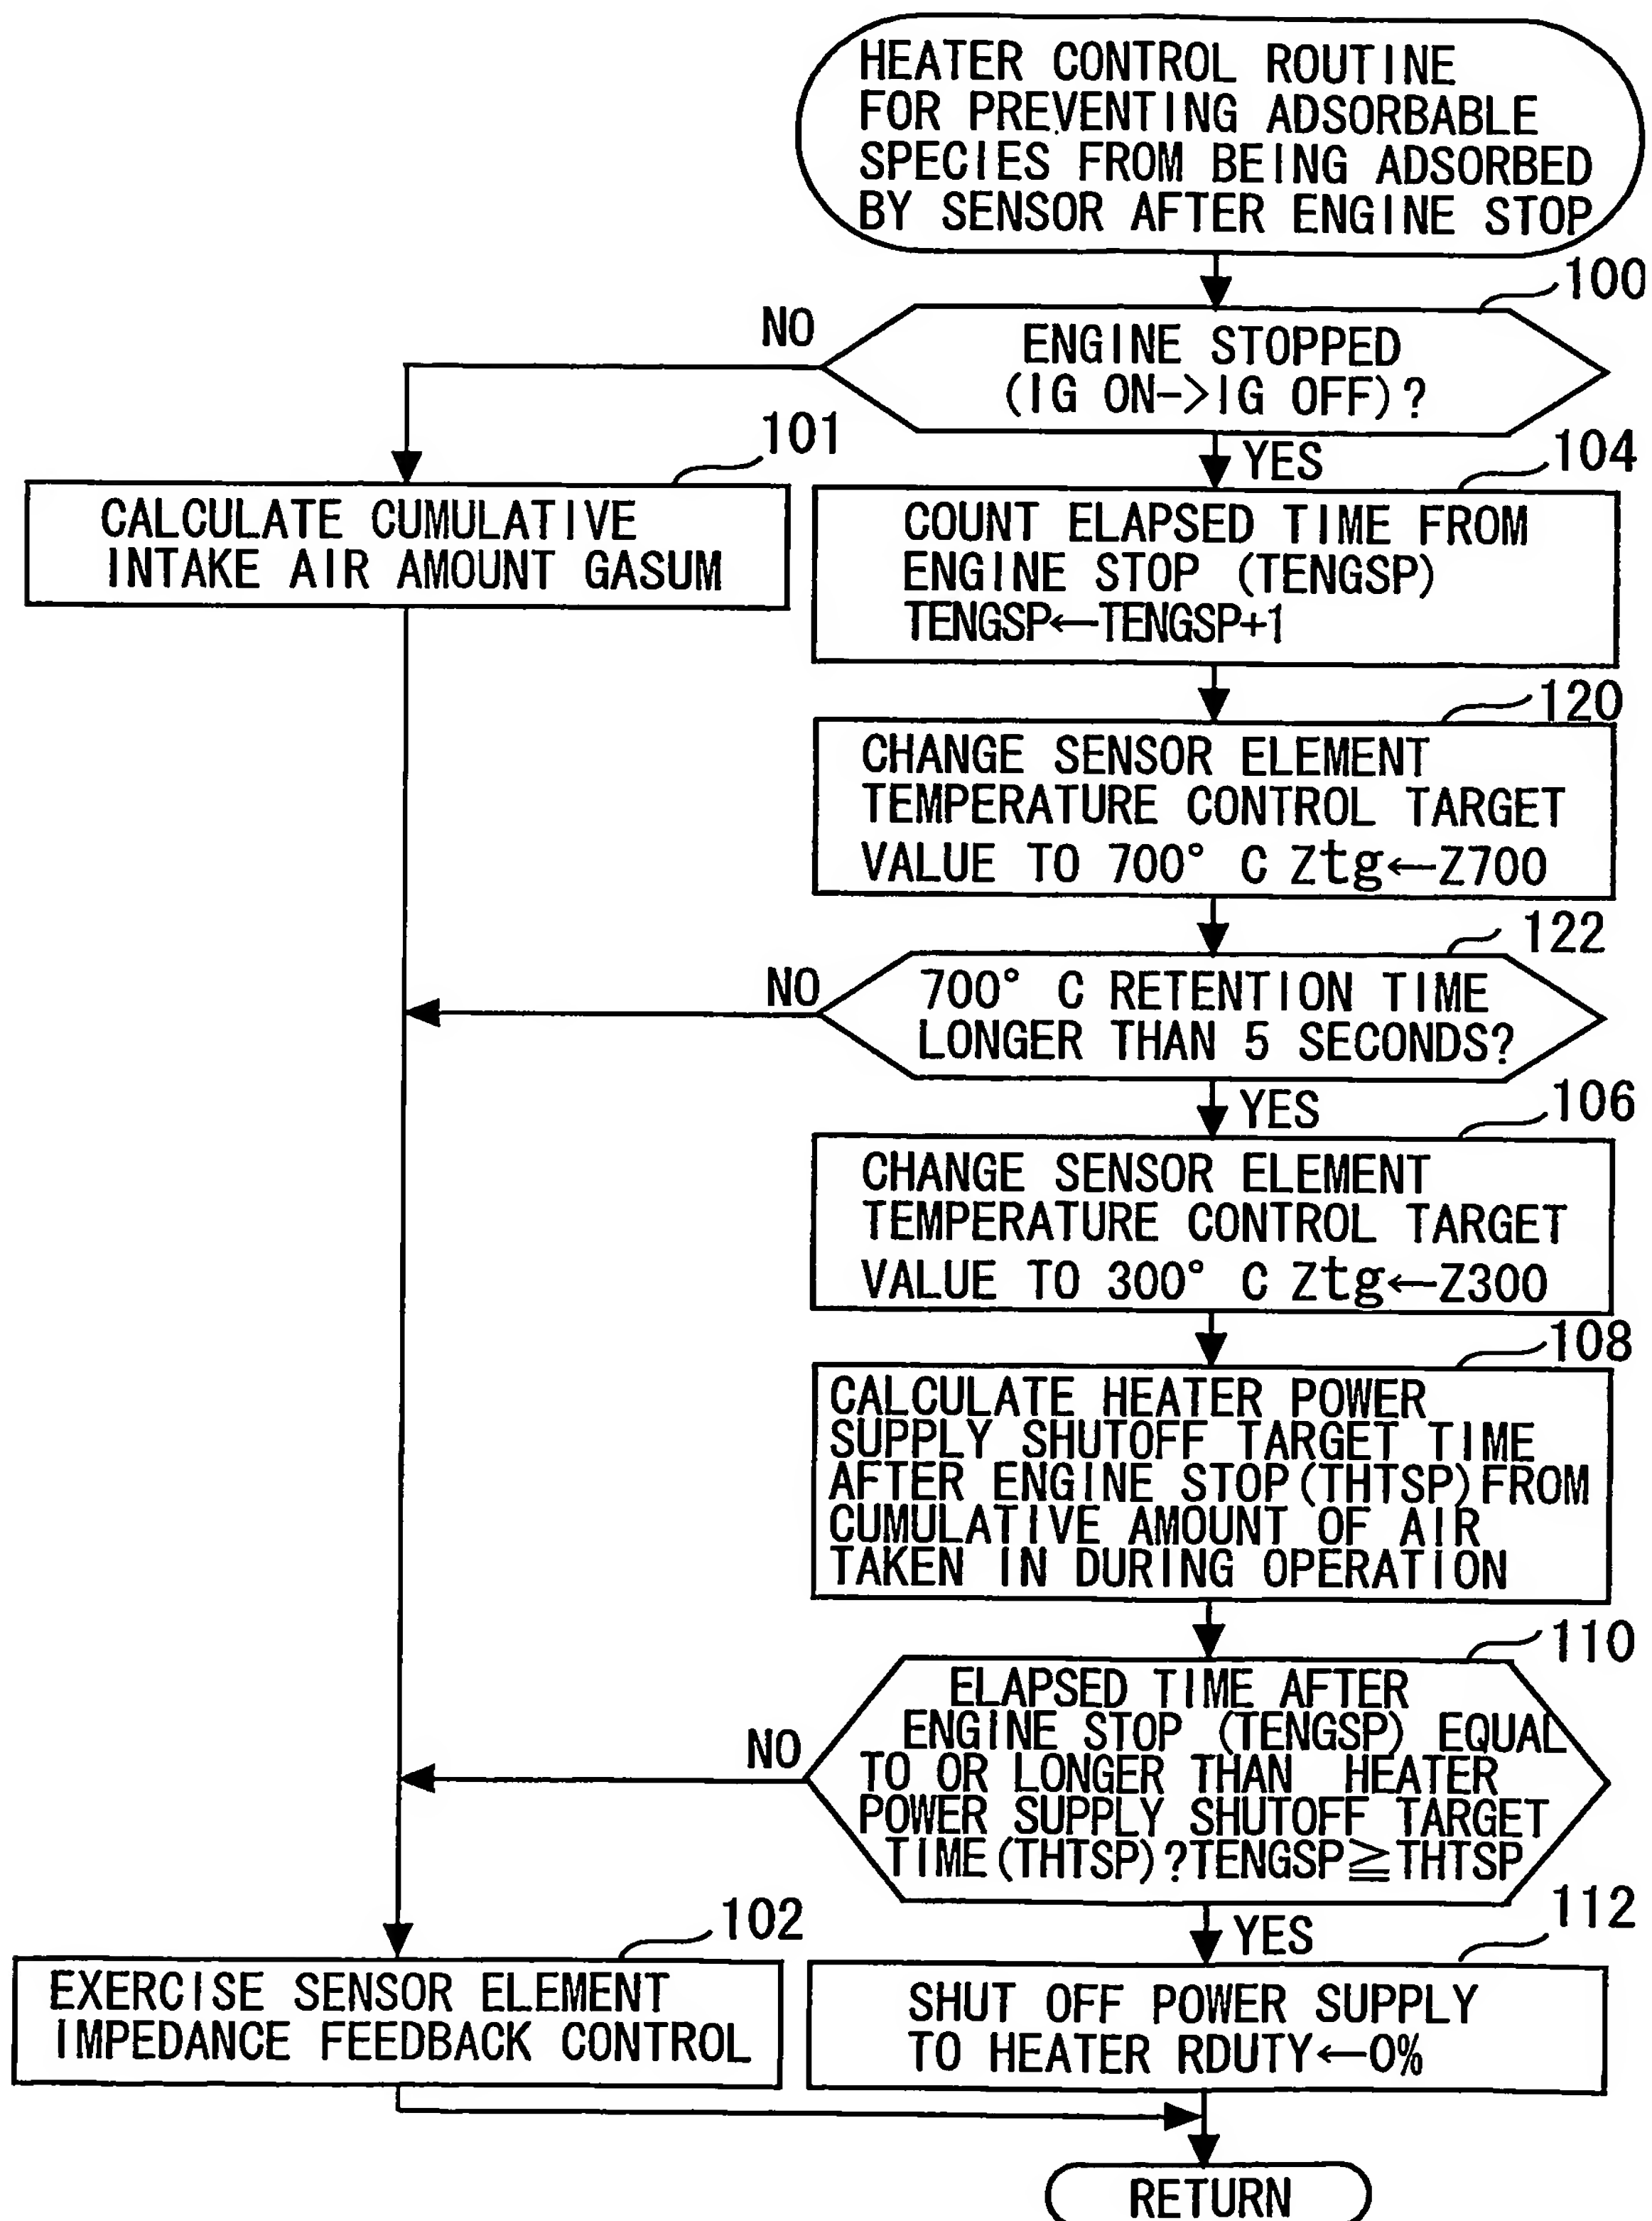 HEATER CONTROL ROUTINE
FOR PREVENTING ADSORBABLE
SPECIES FROM BEING ADSORBED
BY SENSOR AFTER ENGINE STOP
100
NO
ENGINE STOPPED
(IG ON->IG OFF)?
101
YES
104
CALCULATE CUMULATIVE
INTAKE AIR AMOUNT GASUM
COUNT ELAPSED TIME FROM
ENGINE STOP (TENGSP)
TENGSP←TENGSP+1
120
CHANGE SENSOR ELEMENT
TEMPERATURE CONTROL TARGET
VALUE TO 700° C Ztg←Z700
122
NO
700° C RETENTION TIME
LONGER THAN 5 SECONDS?
YES
106
CHANGE SENSOR ELEMENT
TEMPERATURE CONTROL TARGET
VALUE TO 300° C Ztg←Z300
108
CALCULATE HEATER POWER
SUPPLY SHUTOFF TARGET TIME
AFTER ENGINE STOP(THTSP)FROM
CUMULATIVE AMOUNT OF AIR
TAKEN IN DURING OPERATION
110
NO
ELAPSED TIME AFTER
ENGINE STOP (TENGSP) EQUAL
TO OR LONGER THAN HEATER
POWER SUPPLY SHUTOFF TARGET
TIME(THTSP)?TENGSP≧THTSP
102
YES
112
EXERCISE SENSOR ELEMENT
IMPEDANCE FEEDBACK CONTROL
SHUT OFF POWER SUPPLY
TO HEATER RDUTY←0%
RETURN